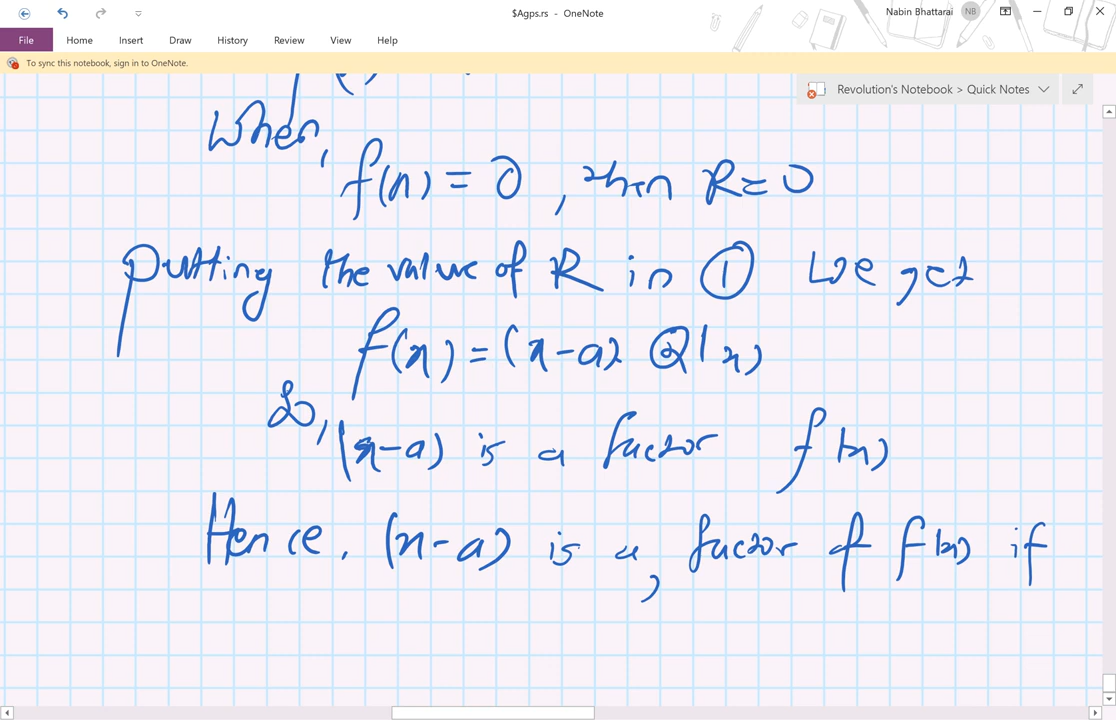 $Agps.rs - OneNote
Nabin Bhattarai NB
File Home Insert Draw History Review View Help
To sync this notebook, sign in to OneNote.
Revolution's Notebook > Quick Notes
When,
f(x) = 0, then R = 0
putting the value of R in ① we get
f(x) = (x-a) Q(x)
So,
(x-a) is a factor f(x)
Hence, (x-a) is a, factor of f(x) if